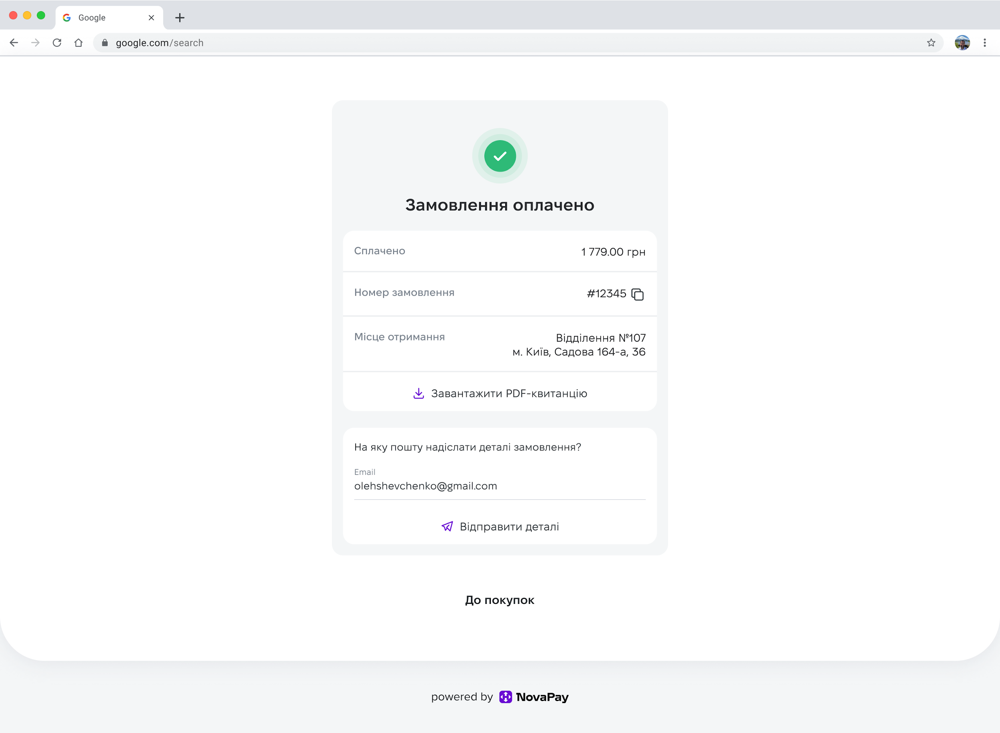 Google
google.com/search
Замовлення оплачено
Сплачено
1 779.00 грн
Номер замовлення
#12345
Місце отримання
Відділення №107
м. Київ, Садова 164-а, 36
Завантажити PDF-квитанцію
На яку пошту надіслати деталі замовлення?
Email
olehshevchenko@gmail.com
Відправити деталі
До покупок
powered by NovaPay